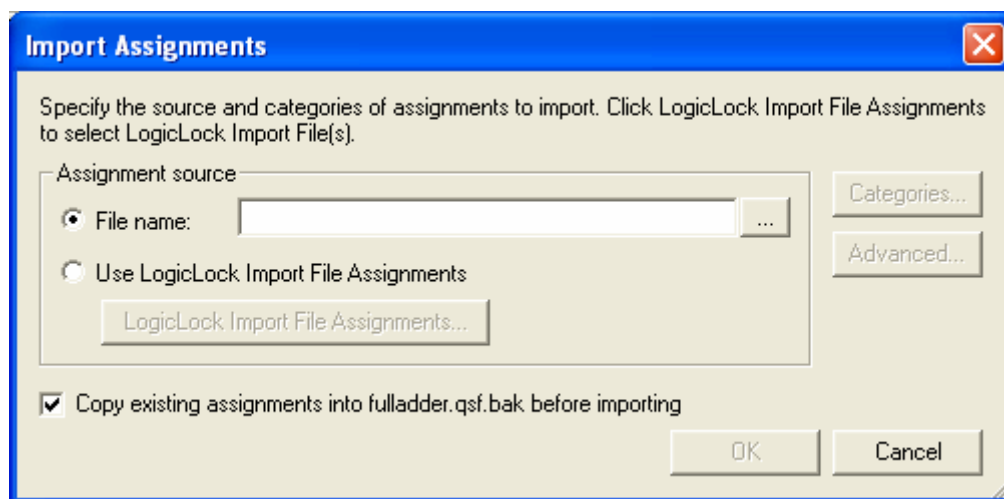 Import Assignments
Specify the source and categories of assignments to import. Click LogicLock Import File Assignments
to select LogicLock Import File(s).
Assignment source
File name:
...
Categories...
Use LogicLock Import File Assignments
Advanced...
LogicLock Import File Assignments...
Copy existing assignments into fulladder.qsf.bak before importing
OK
Cancel